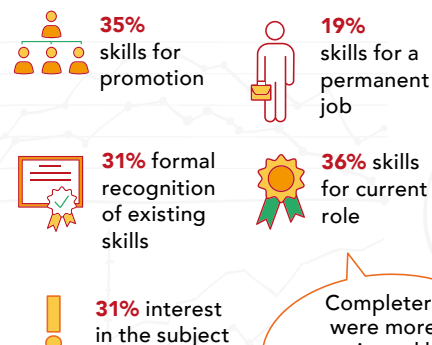 35%
skills for
promotion
19%
skills for a
permanent
job
31% formal
recognition
of existing
skills
36% skills
for current
role
31% interest
in the subject
Completer
were more